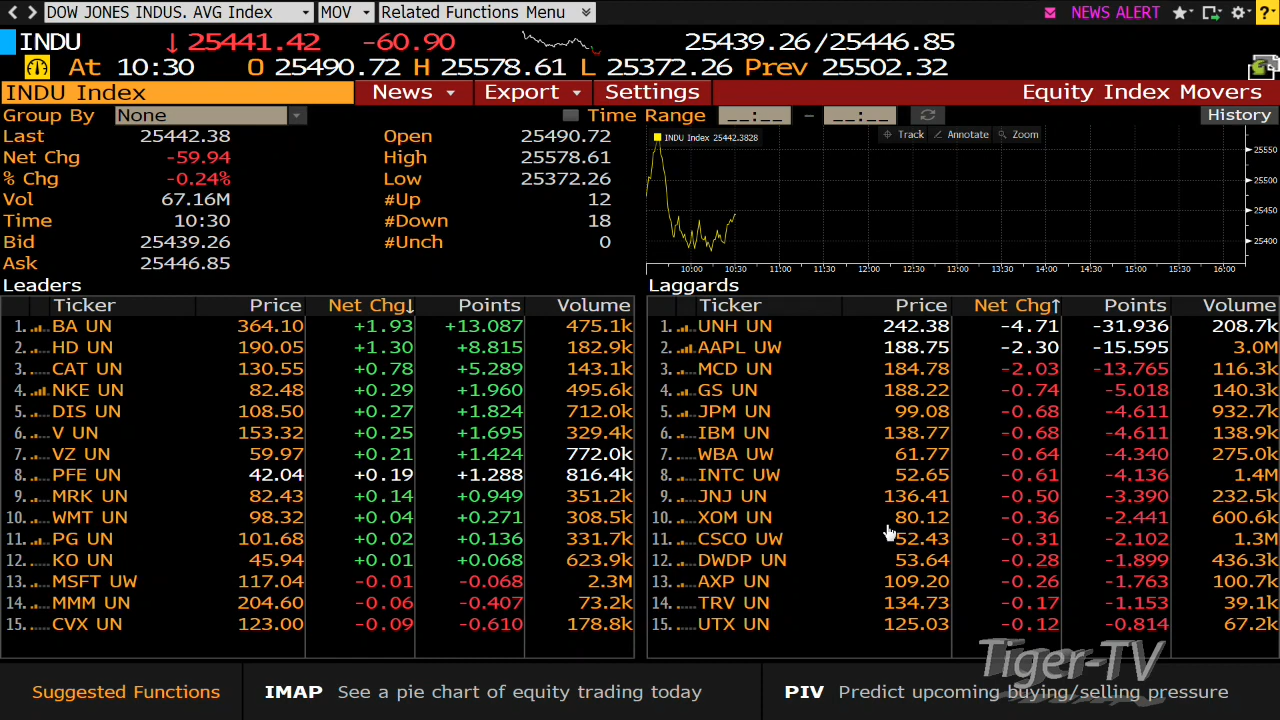 DOW JONES INDUS. AVG Index MOV Related Functions Menu NEWS ALERT ?
INDU 25441.42 -60.90 25439.26/25446.85
At 10:30 O 25490.72 H 25578.61 L 25372.26 Prev 25502.32
INDU Index News Export Settings Equity Index Movers
Group By None Time Range __:__ – __:__ History
Last 25442.38 Open 25490.72
Net Chg -59.94 High 25578.61
% Chg -0.24% Low 25372.26
Vol 67.16M #Up 12
Time 10:30 #Down 18
Bid 25439.26 #Unch 0
Ask 25446.85
INDU Index 25442.3828 Track Annotate Zoom
25550
25500
25450
25400
10:00 10:30 11:00 11:30 12:00 12:30 13:00 13:30 14:00 14:30 15:00 15:30 16:00
Leaders
Ticker Price Net Chg↓ Points Volume
1. BA UN 364.10 +1.93 +13.087 475.1k
2. HD UN 190.05 +1.30 +8.815 182.9k
3. CAT UN 130.55 +0.78 +5.289 143.1k
4. NKE UN 82.48 +0.29 +1.960 495.6k
5. DIS UN 108.50 +0.27 +1.824 712.0k
6. V UN 153.32 +0.25 +1.695 329.4k
7. VZ UN 59.97 +0.21 +1.424 772.0k
8. PFE UN 42.04 +0.19 +1.288 816.4k
9. MRK UN 82.43 +0.14 +0.949 351.2k
10. WMT UN 98.32 +0.04 +0.271 308.5k
11. PG UN 101.68 +0.02 +0.136 331.7k
12. KO UN 45.94 +0.01 +0.068 623.9k
13. MSFT UW 117.04 -0.01 -0.068 2.3M
14. MMM UN 204.60 -0.06 -0.407 73.2k
15. CVX UN 123.00 -0.09 -0.610 178.8k
Laggards
Ticker Price Net Chg↑ Points Volume
1. UNH UN 242.38 -4.71 -31.936 208.7k
2. AAPL UW 188.75 -2.30 -15.595 3.0M
3. MCD UN 184.78 -2.03 -13.765 116.3k
4. GS UN 188.22 -0.74 -5.018 140.3k
5. JPM UN 99.08 -0.68 -4.611 932.7k
6. IBM UN 138.77 -0.68 -4.611 138.9k
7. WBA UW 61.77 -0.64 -4.340 275.0k
8. INTC UW 52.65 -0.61 -4.136 1.4M
9. JNJ UN 136.41 -0.50 -3.390 232.5k
10. XOM UN 80.12 -0.36 -2.441 600.6k
11. CSCO UW 52.43 -0.31 -2.102 1.3M
12. DWDP UN 53.64 -0.28 -1.899 436.3k
13. AXP UN 109.20 -0.26 -1.763 100.7k
14. TRV UN 134.73 -0.17 -1.153 39.1k
15. UTX UN 125.03 -0.12 -0.814 67.2k
Tiger-TV
Suggested Functions IMAP See a pie chart of equity trading today PIV Predict upcoming buying/selling pressure